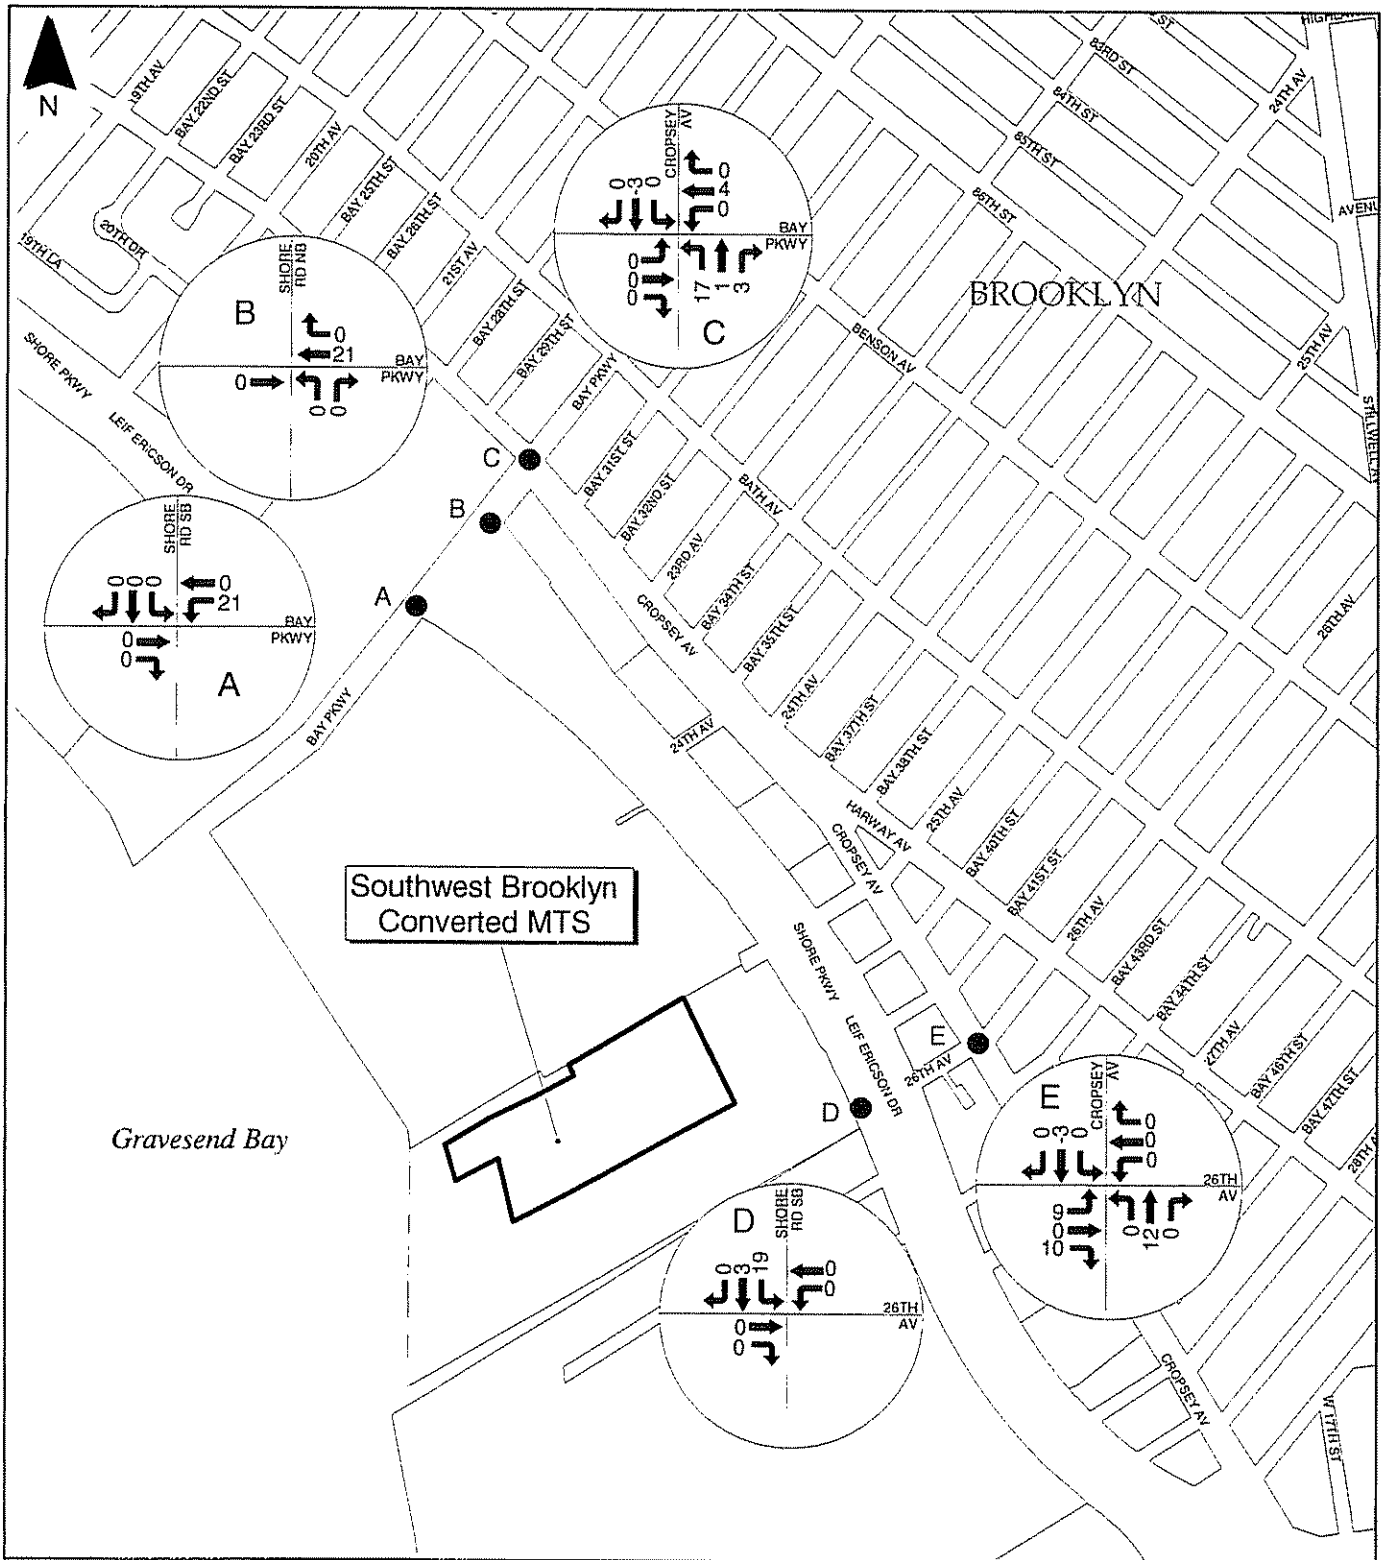 N
19TH AV
BAY 22ND ST
BAY 23RD ST
20TH AV
BAY 25TH ST
BAY 26TH ST
21ST AV
BAY 28TH ST
BAY 29TH ST
BAY PKWY
BAY 31ST ST
BAY 32ND ST
23RD AV
BAY 34TH ST
BAY 35TH ST
24TH AV
BAY 37TH ST
BAY 38TH ST
25TH AV
BAY 40TH ST
BAY 41ST ST
26TH AV
BAY 43RD ST
BAY 44TH ST
27TH AV
BAY 46TH ST
BAY 47TH ST
28TH A
83RD ST
84TH ST
85TH ST
86TH ST
24TH AV
AVENU
25TH AV
STILLWELL A
26TH AV
BENSON AV
BATH AV
CROPSEY AV
HARWAY AV
CROPSEY AV
24TH AV
26TH AV
CROPSEY AV
W 17TH ST
19TH LA
20TH DR
SHORE PKWY
LEIF ERICSON DR
BAY PKWY
SHORE PKWY
LEIF ERICSON DR
BROOKLYN
CROPSEY
AV
0 -3 0
0
4
0
BAY
PKWY
0
0
0
17 1 3
C
SHORE
RD NB
B
0
21
BAY
PKWY
0
0 0
SHORE
RD SB
0 0 0
0
21
BAY
PKWY
0
0
A
C
B
A
Southwest Brooklyn
Converted MTS
Gravesend Bay
E
D
CROPSEY
AV
E
0 -3 0
0
0
0
26TH
AV
9
0
10
0 12 0
SHORE
RD SB
D
0 3 19
0
0
26TH
AV
0
0